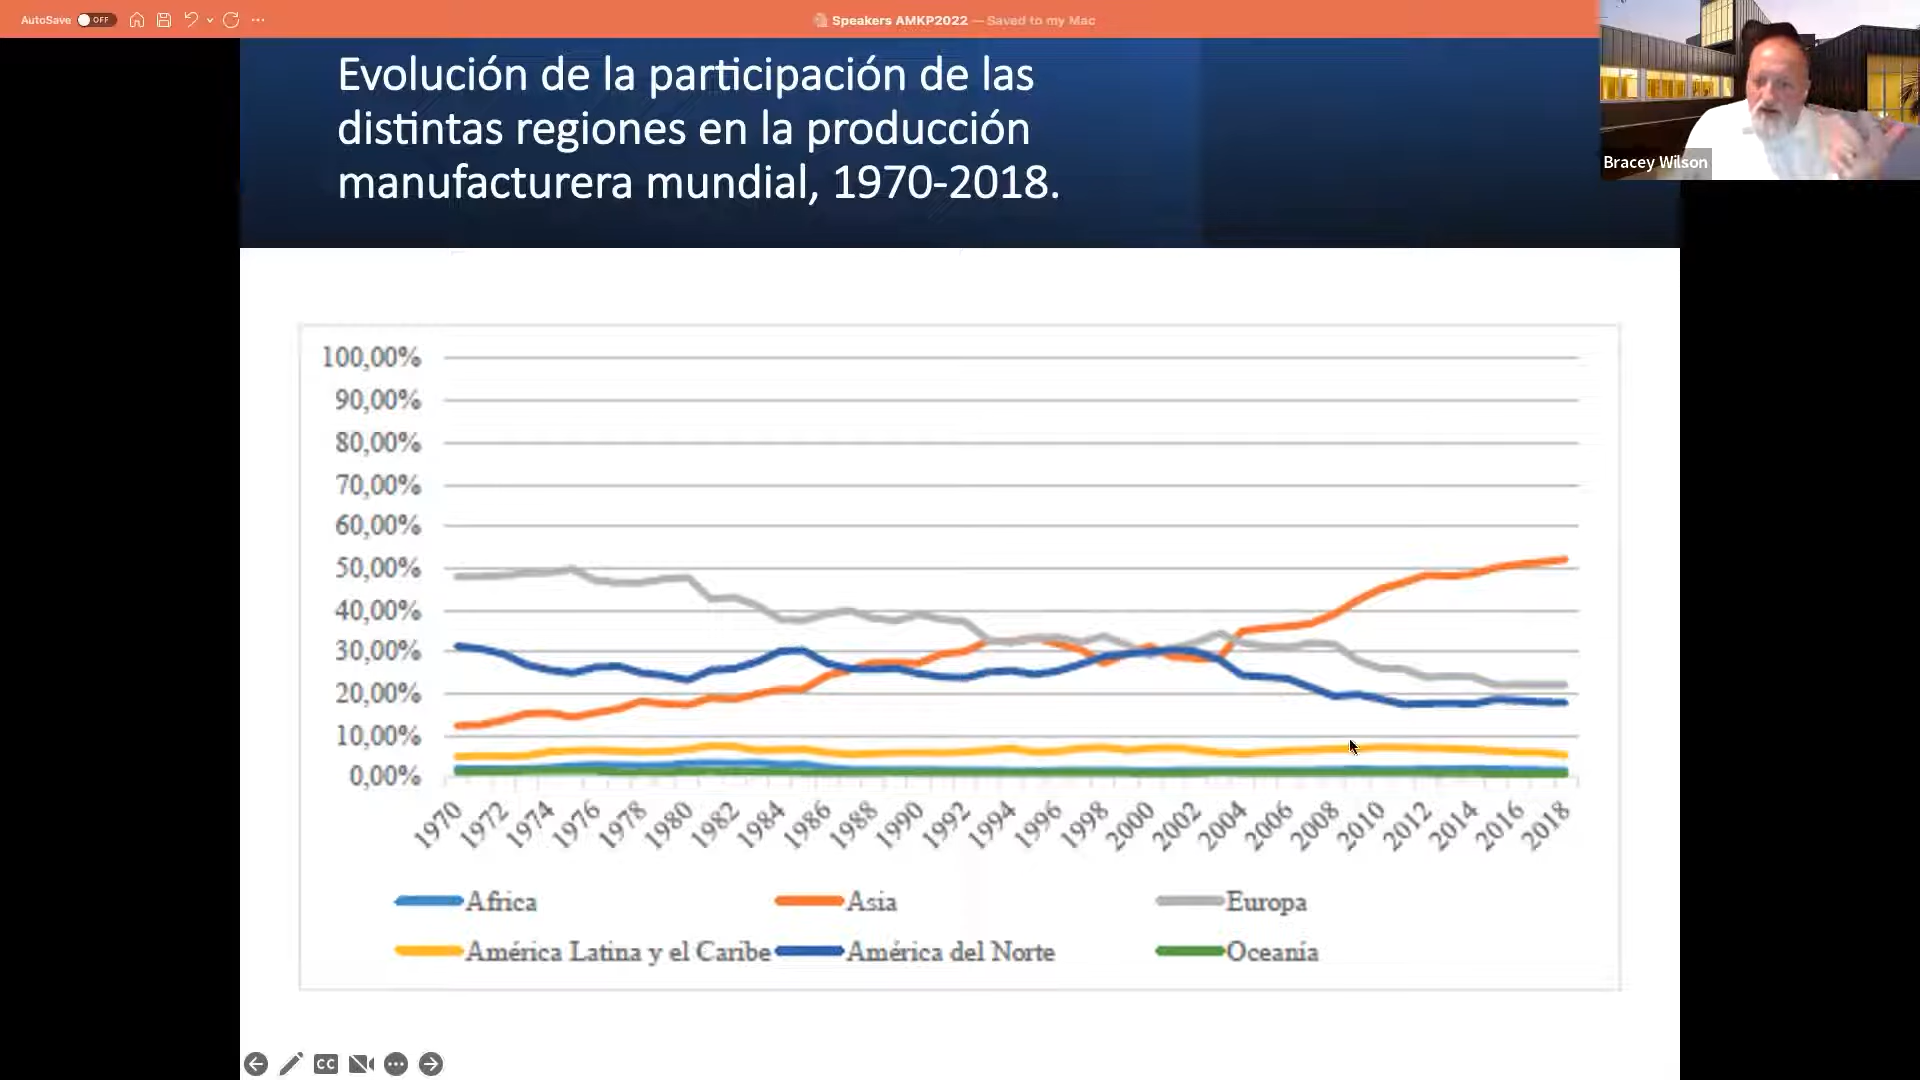 AutoSave OFF
Speakers AMKP2022 — Saved to my Mac
Bracey Wilson
Evolución de la participación de las
distintas regiones en la producción
manufacturera mundial, 1970-2018.
100,00%
90,00%
80,00%
70,00%
60,00%
50,00%
40,00%
30,00%
20,00%
10,00%
0,00%
1970 1972 1974 1976 1978 1980 1982 1984 1986 1988 1990 1992 1994 1996 1998 2000 2002 2004 2006 2008 2010 2012 2014 2016 2018
Africa Asia Europa
América Latina y el Caribe América del Norte Oceanía
CC